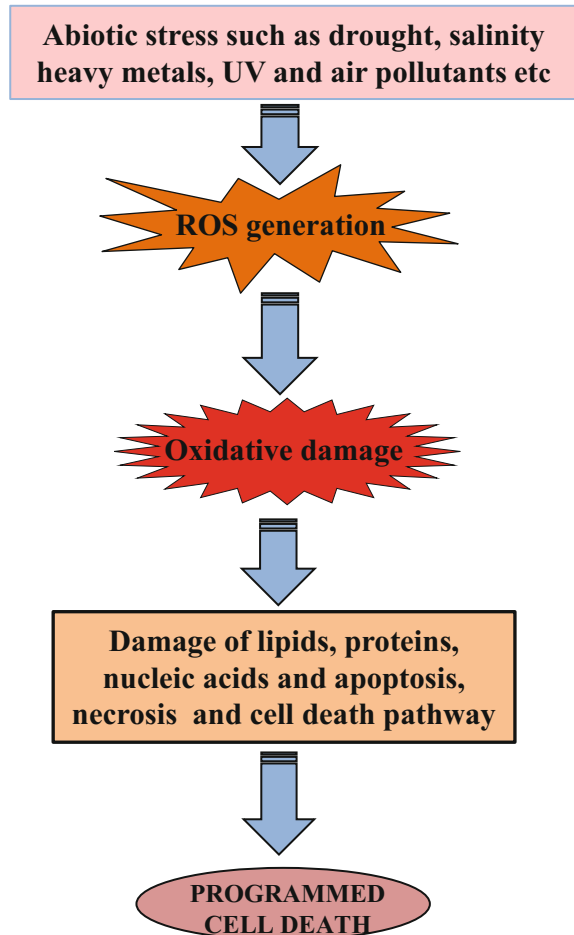 Abiotic stress such as drought, salinity
heavy metals, UV and air pollutants etc
ROS generation
Oxidative damage
Damage of lipids, proteins,
nucleic acids and apoptosis,
necrosis and cell death pathway
PROGRAMMED
CELL DEATH